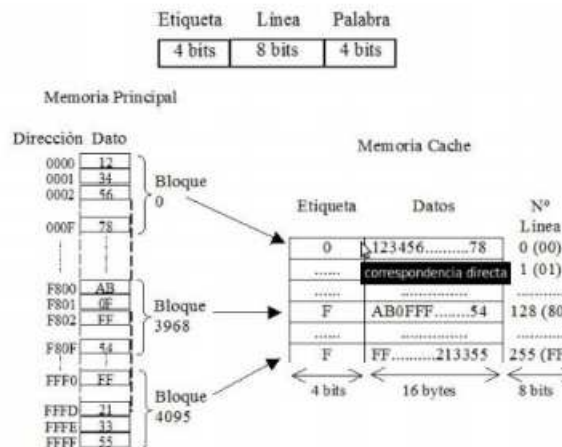 Etiqueta Línea Palabra
4 bits 8 bits 4 bits
Memoria Principal
Dirección Dato
Memoria Cache
0000 12
0001 34
0002 56
000F 78
Bloque
0
F800 AB
F801 0F
F802 FF
F80F 54
Bloque
3968
FFF0 FF
FFFD 21
FFFE 33
FFFF 55
Bloque
4095
Etiqueta Datos Nº
Línea
0 123456..........78 0 (00)
...... correspondencia directa 1 (01)
...... .................. ........
F AB0FFF........54 128 (80
...... .................. ........
F FF..........213355 255 (FF
4 bits 16 bytes 8 bits